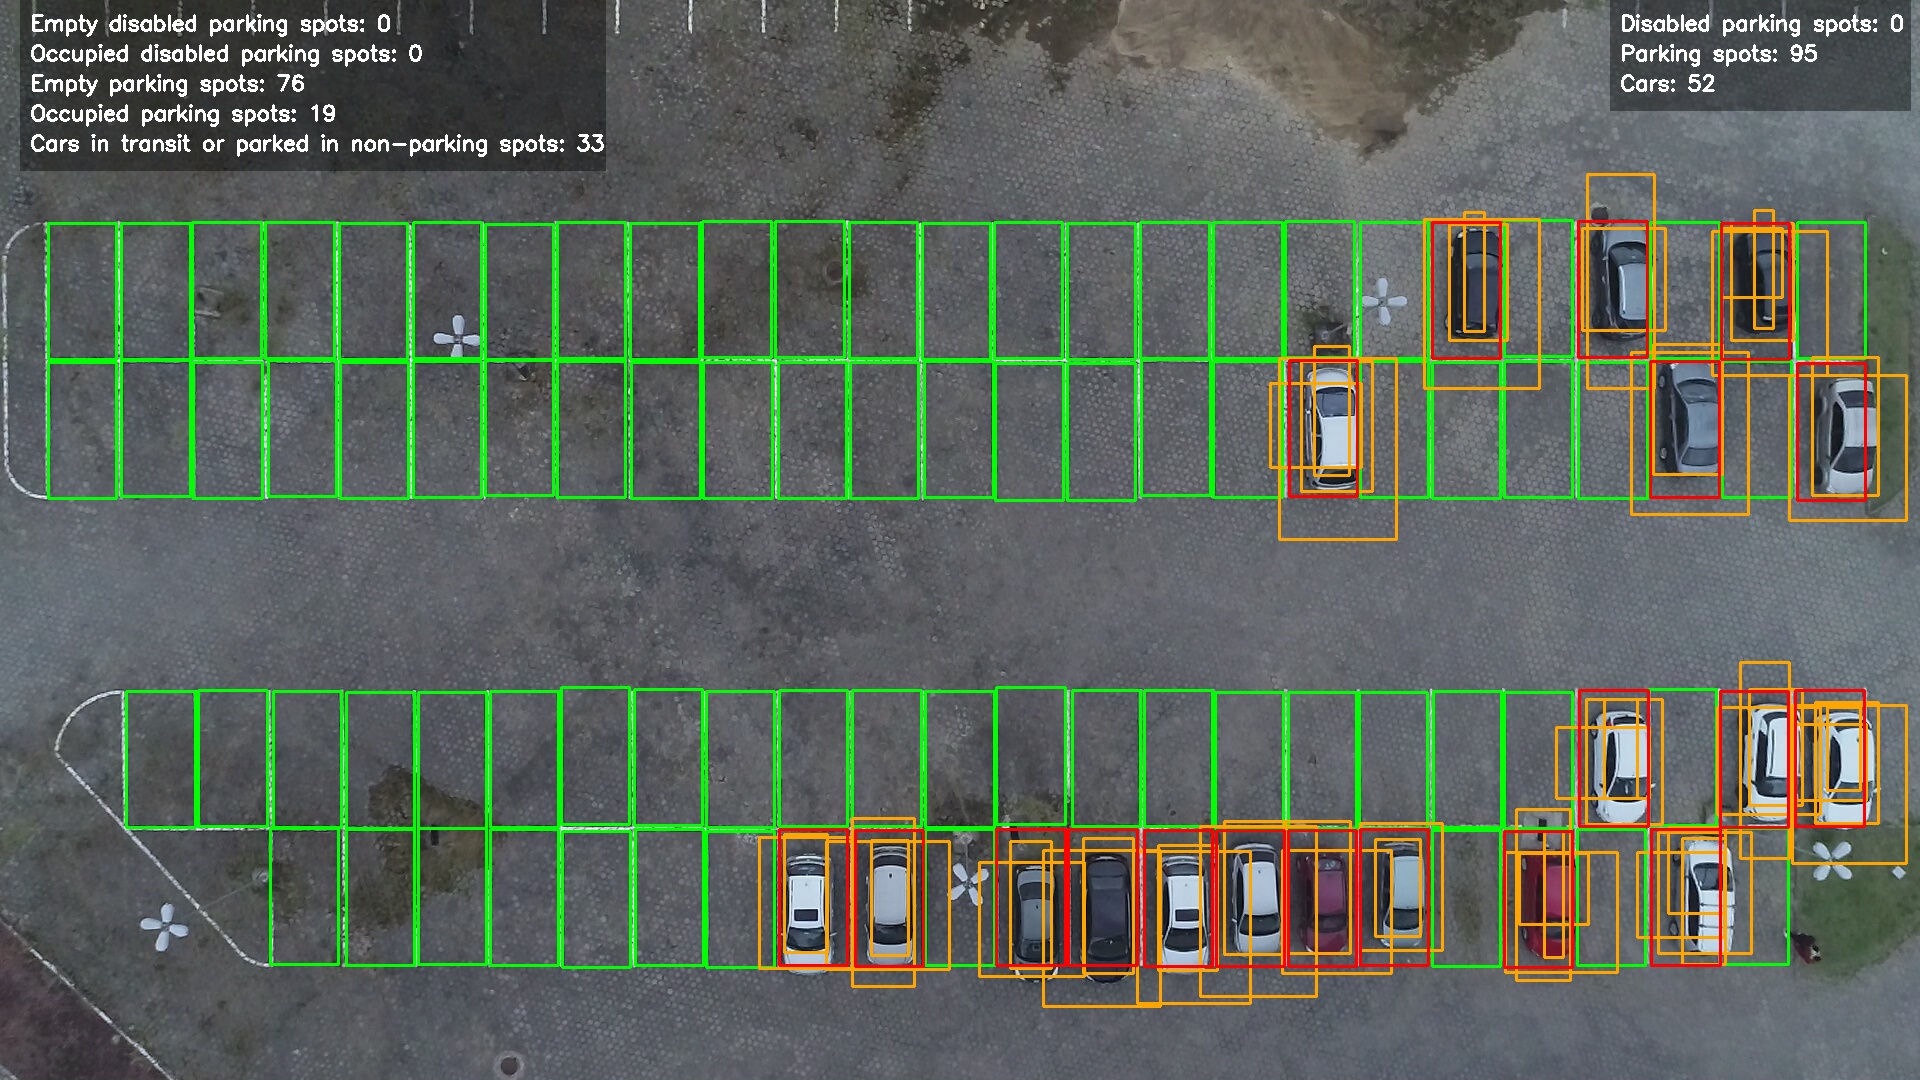 Empty disabled parking spots: 0
Occupied disabled parking spots: 0
Empty parking spots: 76
Occupied parking spots: 19
Cars in transit or parked in non-parking spots: 33
Disabled parking spots: 0
Parking spots: 95
Cars: 52